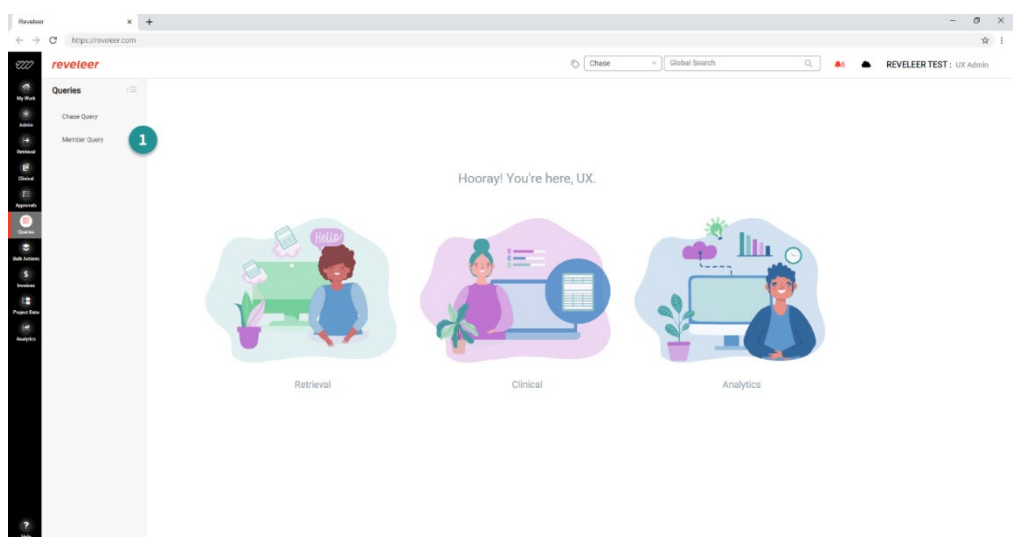 Reveleer
https://reveleer.com
reveleer
Chase
Global Search
REVELEER TEST : UX Admin
My Work
Admin
Retrieval
Clinical
Approvals
Queries
Bulk Actions
Invoices
Project Data
Analytics
Help
Queries
Chase Query
Member Query
1
Hooray! You're here, UX.
Hello
Retrieval
Clinical
Analytics